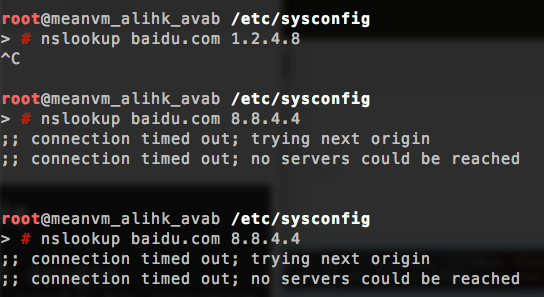 root@meanvm_alihk_avab /etc/sysconfig
> # nslookup baidu.com 1.2.4.8
^C
root@meanvm_alihk_avab /etc/sysconfig
> # nslookup baidu.com 8.8.4.4
;; connection timed out; trying next origin
;; connection timed out; no servers could be reached
root@meanvm_alihk_avab /etc/sysconfig
> # nslookup baidu.com 8.8.4.4
;; connection timed out; trying next origin
;; connection timed out; no servers could be reached